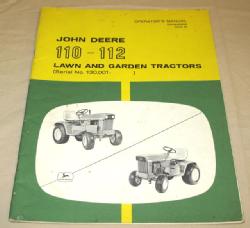 OPERATOR'S MANUAL
JOHN DEERE
110 - 112
LAWN AND GARDEN TRACTORS
(Serial No. 130,001- )